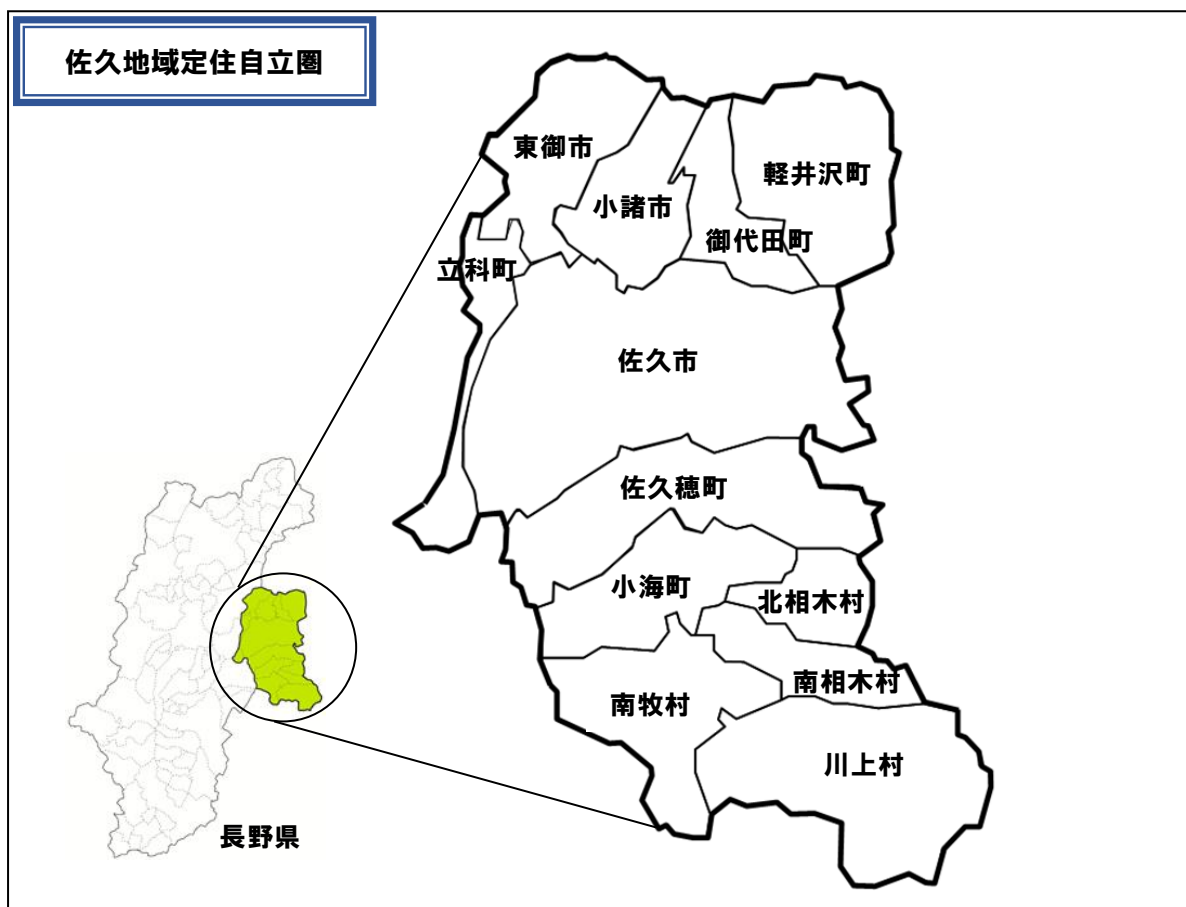 佐久地域定住自立圏
東御市
軽井沢町
小諸市
御代田町
立科町
佐久市
佐久穂町
小海町
北相木村
南相木村
南牧村
川上村
長野県